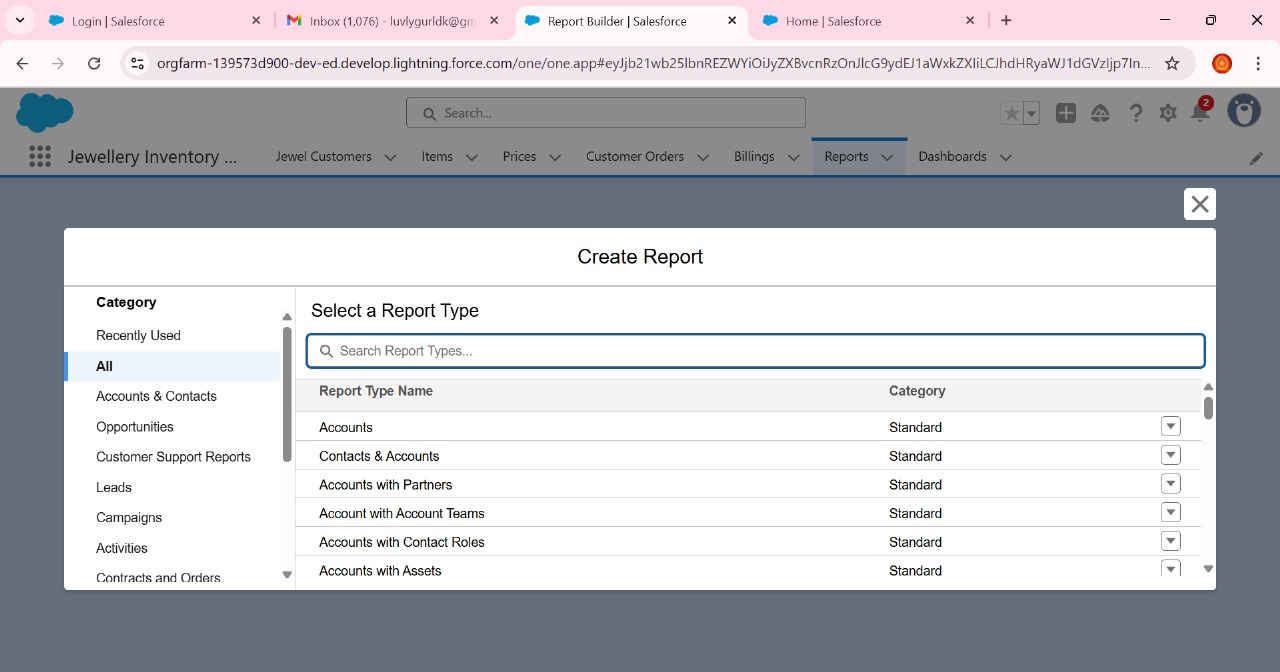 Login | Salesforce
Inbox (1,076) - luvlygurldk@gm
Report Builder | Salesforce
Home | Salesforce
orgfarm-139573d900-dev-ed.develop.lightning.force.com/one/one.app#eyJjb21wb25lbnREZWYiOiJyZXBvcnRzOnJlcG9ydEJ1aWxkZXIiLCJhdHRyaWJ1dGVzIjp7In...
Search...
2
Jewellery Inventory ...
Jewel Customers
Items
Prices
Customer Orders
Billings
Reports
Dashboards
Create Report
Category
Recently Used
All
Accounts & Contacts
Opportunities
Customer Support Reports
Leads
Campaigns
Activities
Contracts and Orders
Select a Report Type
Search Report Types...
Report Type Name Category
Accounts Standard
Contacts & Accounts Standard
Accounts with Partners Standard
Account with Account Teams Standard
Accounts with Contact Roles Standard
Accounts with Assets Standard